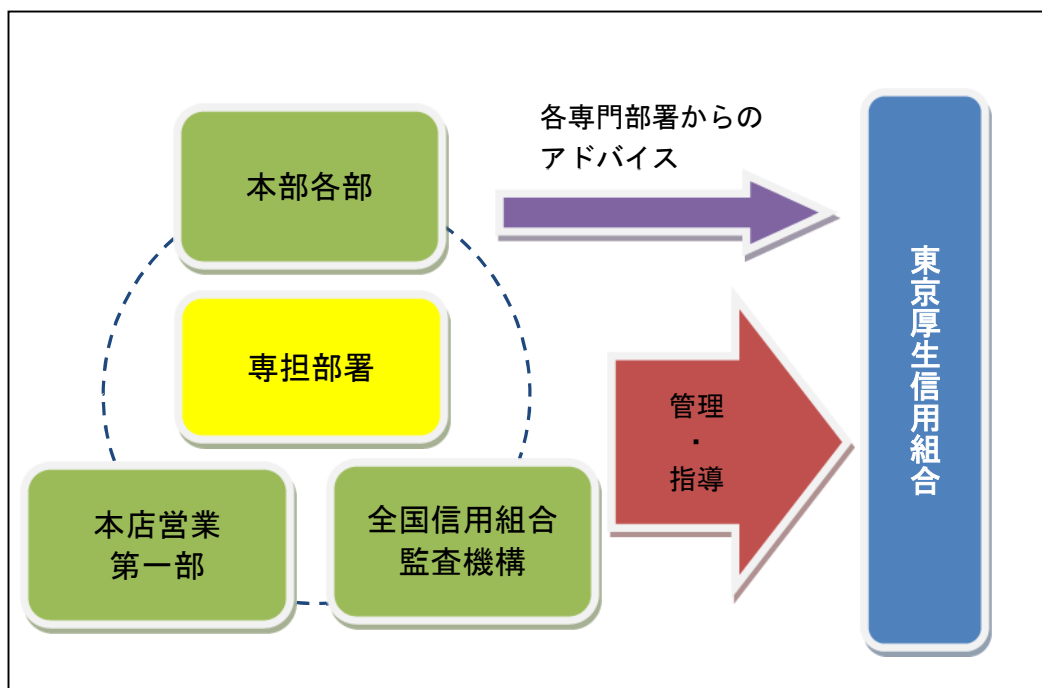 各専門部署からの
アドバイス
本部各部
専担部署
本店営業
第一部
全国信用組合
監査機構
管理
・
指導
東京厚生信用組合